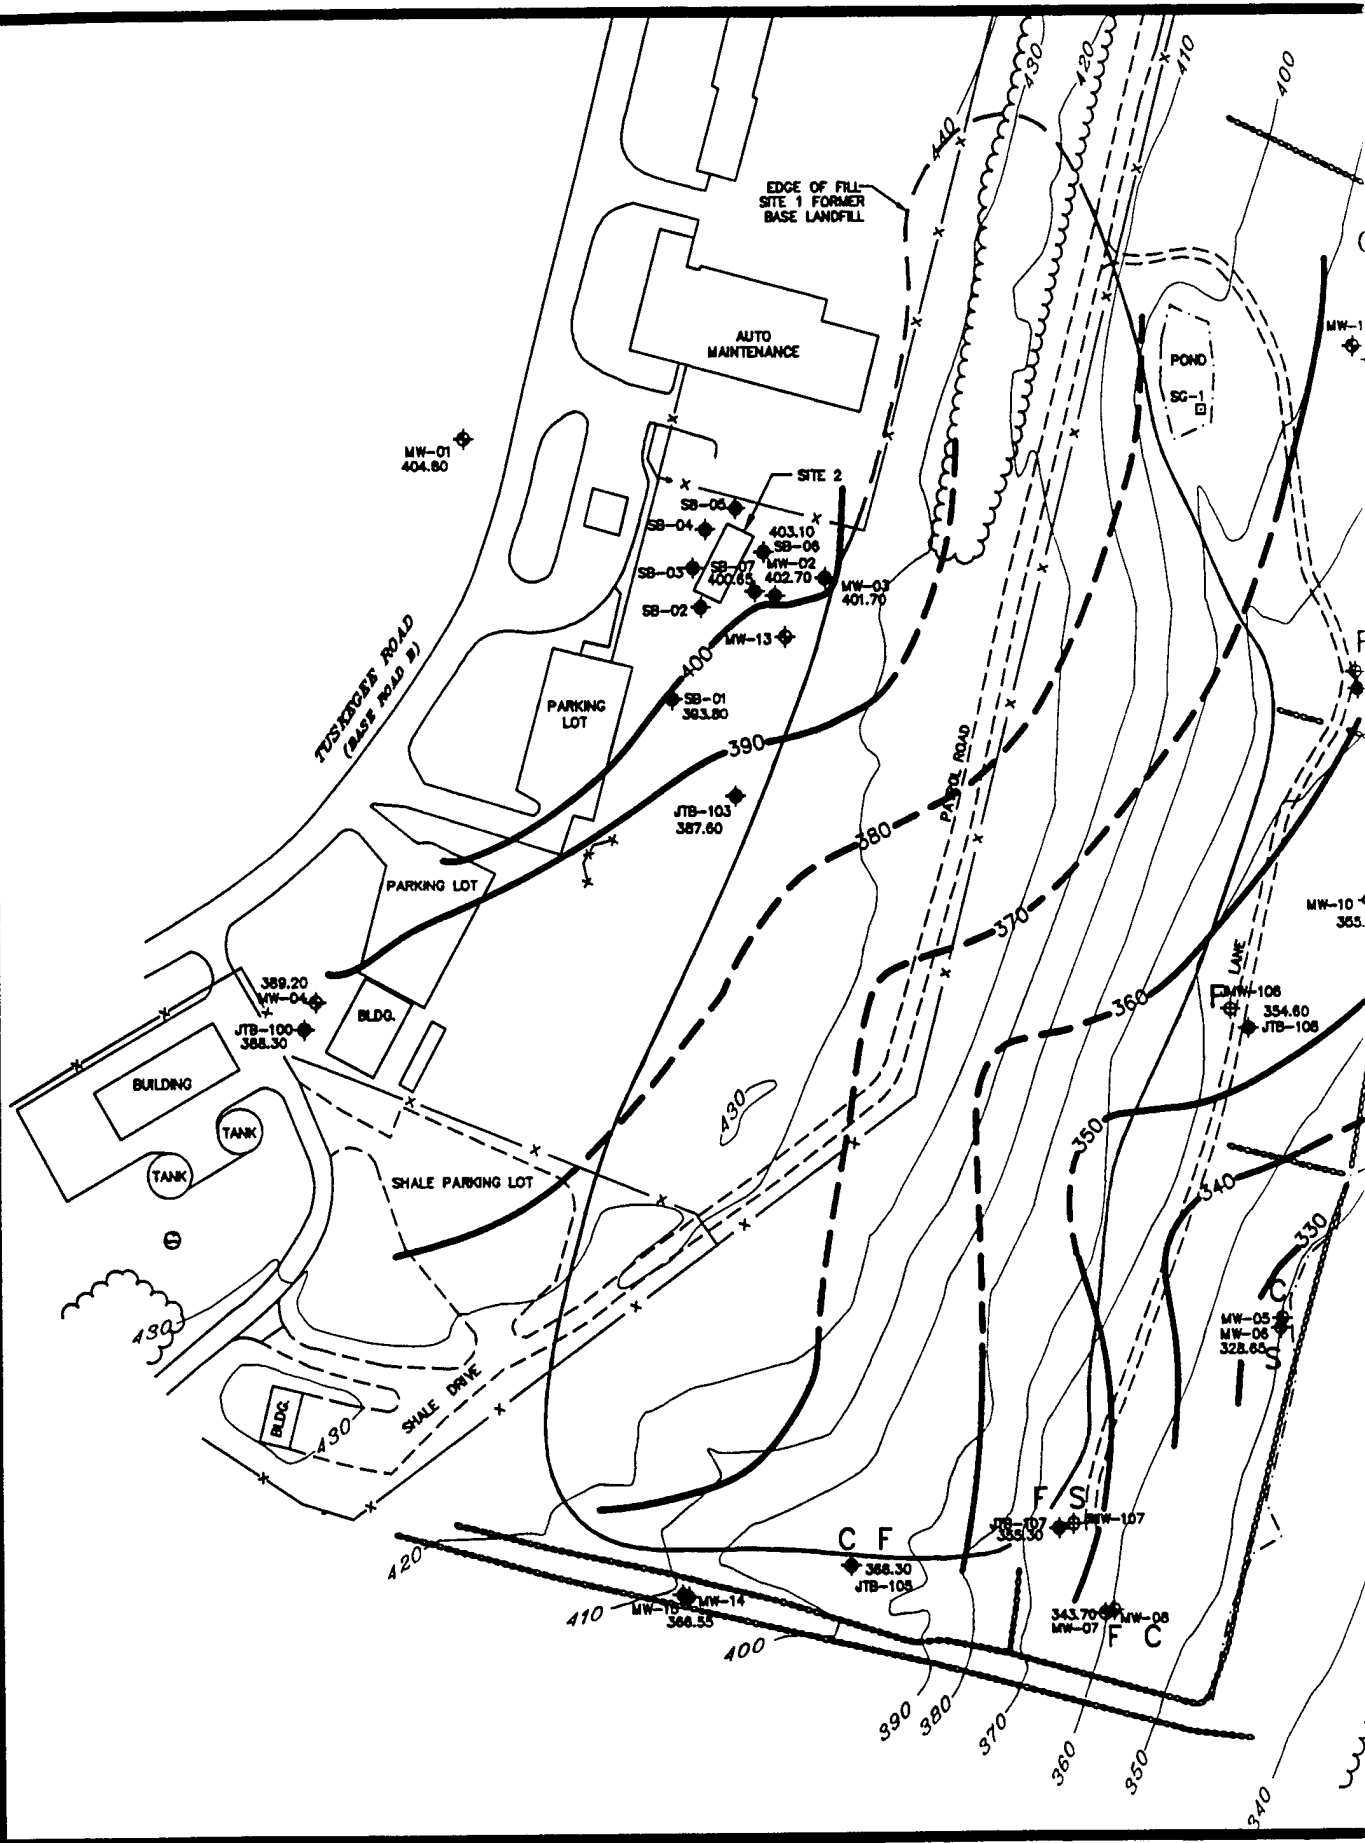 430
420
410
400
440
EDGE OF FILL
SITE 1 FORMER
BASE LANDFILL
AUTO
MAINTENANCE
POND
SG-1
MW-1
MW-01
404.80
SITE 2
SB-05
SB-04
403.10
SB-06
SB-03
SB-07
400.65
MW-02
402.70
MW-03
401.70
SB-02
MW-13
400
SB-01
393.80
TUSKEGEE ROAD
(BASE ROAD B)
PARKING
LOT
390
PATROL ROAD
JTB-103
387.60
380
PARKING LOT
370
MW-10
365.
LANE
389.20
MW-04
JTB-100
388.30
BLDG.
360
F
MW-106
354.60
JTB-106
BUILDING
TANK
TANK
430
350
SHALE PARKING LOT
340
330
C
MW-05
MW-06
328.65
S
430
SHALE DRIVE
BLDG.
430
F S
JTB-107
355.30
MW-107
C F
366.30
JTB-105
420
410
MW-14
366.55
400
343.70
MW-07
MW-08
F C
390
380
370
360
350
340